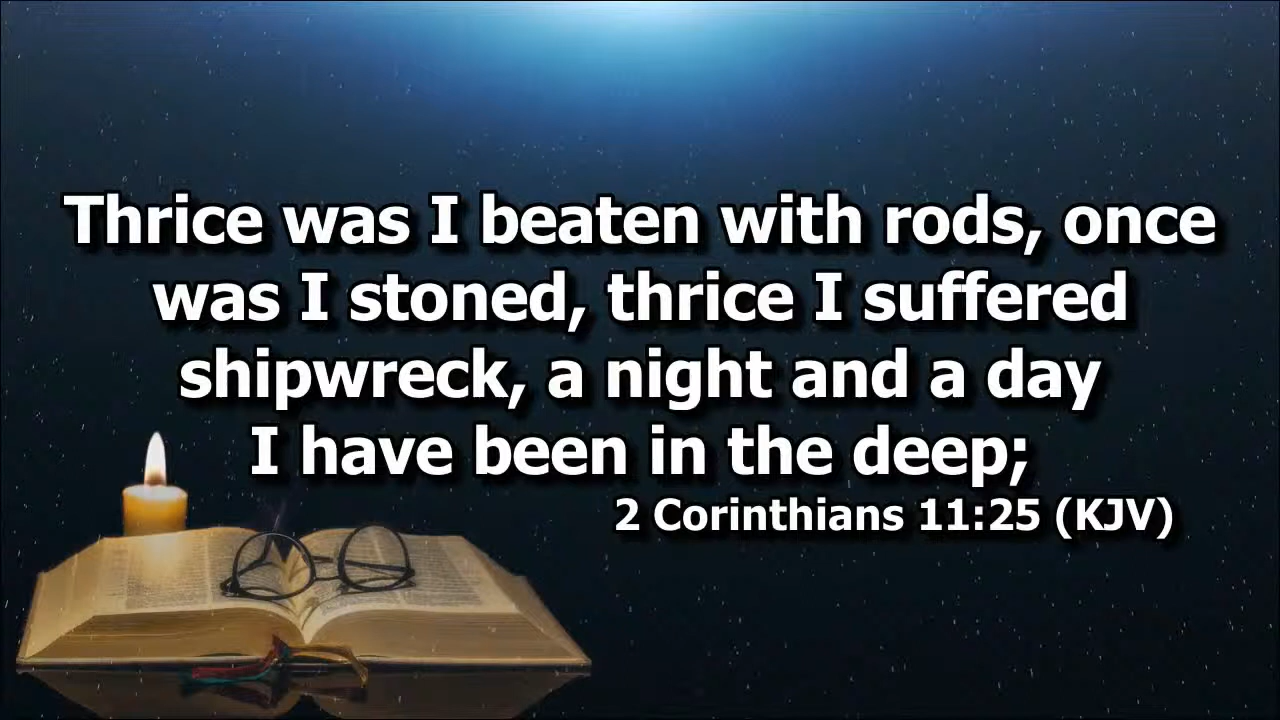 Thrice was I beaten with rods, once
was I stoned, thrice I suffered
shipwreck, a night and a day
I have been in the deep;
2 Corinthians 11:25 (KJV)